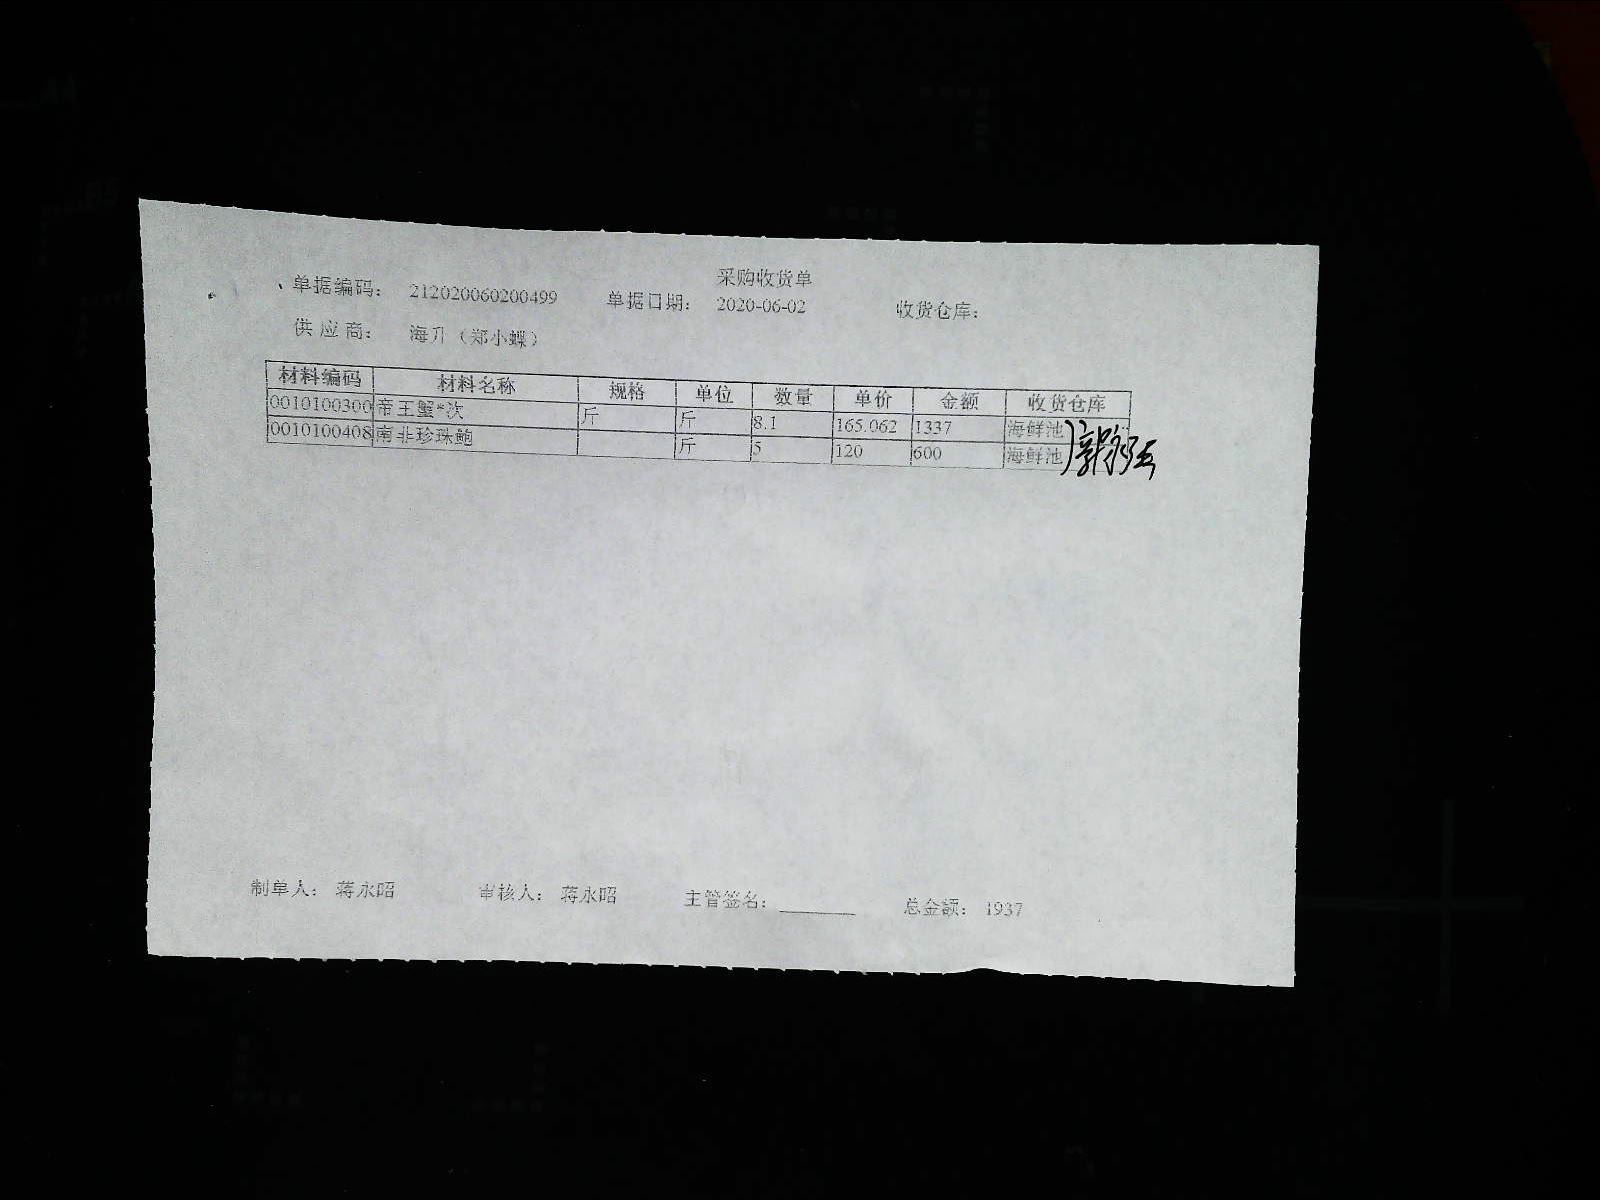 采购收货单
单据编码： 212020060200499 单据日期： 2020-06-02 收货仓库：
供应商： 海升（郑小蝶）
材料编码 材料名称 规格 单位 数量 单价 金额 收货仓库
0010100300 帝王蟹*次 斤 斤 8.1 165.062 1337 海鲜池
0010100408 南非珍珠鲍 斤 5 120 600 海鲜池
制单人： 蒋永昭 审核人： 蒋永昭 主管签名： 总金额： 1937